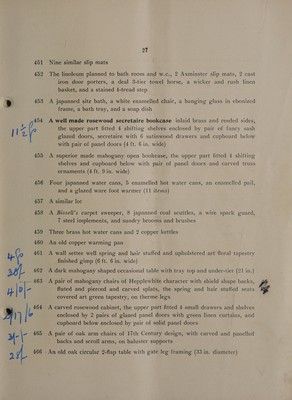 27
451 Nine similar slip mats
452 The linoleum planned to bath room and w.c., 2 Axminster slip mats, 2 cast
iron door porters, a deal 3-tier towel horse, a wicker and rush linen
basket, and a stained 4-tread step
453 A japanned sitz bath, a white enamelled chair, a hanging glass in ebonized
frame, a bath tray, and a soap dish
454 A well made rosewood secretaire bookcase inlaid brass and reeded sides,
the upper part fitted 4 shifting shelves enclosed by pair of fancy sash
glazed doors, secretaire with 6 satinwood drawers and cupboard below
with pair of panel doors (4 ft. 6 in. wide)
455 A superior made mahogany open bookcase, the upper part fitted 4 shifting
shelves and cupboard below with pair of panel doors and carved truss
ornaments (4 ft. 9 in. wide)
456 Four japanned water cans, 5 enamelled hot water cans, an enamelled pail,
and a glazed ware foot warmer (11 items)
457 A similar lot
458 A Bissell's carpet sweeper, 8 japanned coal scuttles, a wire spark guard,
7 steel implements, and sundry brooms and brushes
459 Three brass hot water cans and 2 copper kettles
460 An old copper warming pan
461 A wall settee well spring and hair stuffed and upholstered art floral tapestry
finished gimp (6 ft. 6 in. wide)
462 A dark mahogany shaped occasional table with tray top and under-tier (27 in.)
463 A pair of mahogany chairs of Hepplewhite character with shield shape backs,
fluted and pierced and carved splats, the spring and hair stuffed seats
covered art green tapestry, on therem legs
464 A carved rosewood cabinet, the upper part fitted 4 small drawers and shelves
enclosed by 2 pairs of glazed panel doors with green linen curtains, and
cupboard below enclosed by pair of solid panel doors
465 A pair of oak arm chairs of 17th Century design, with carved and panelled
backs and scroll arms, on baluster supports
466 An old oak circular 2-flap table with gate leg framing (33 in. diameter)